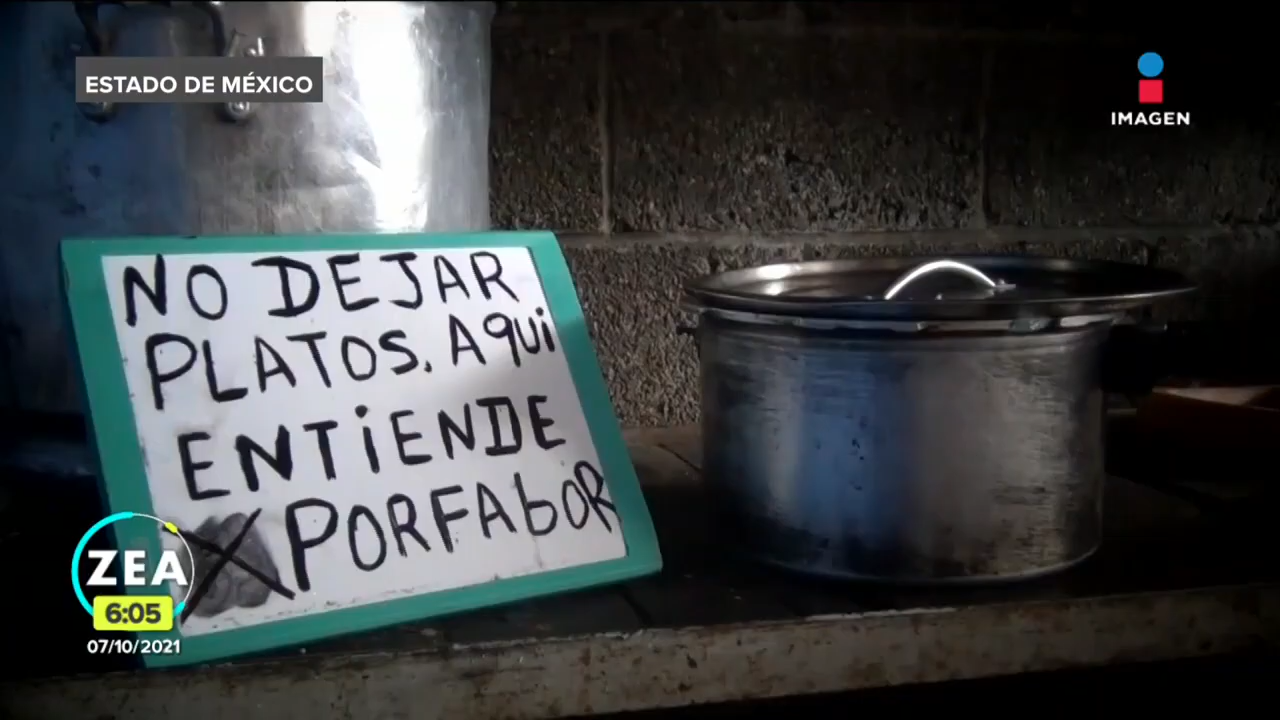 ESTADO DE MÉXICO
IMAGEN
NO DEJAR
PLATOS. AQUi
ENTiENDE
PORFAbOR
ZEA
6:05
07/10/2021